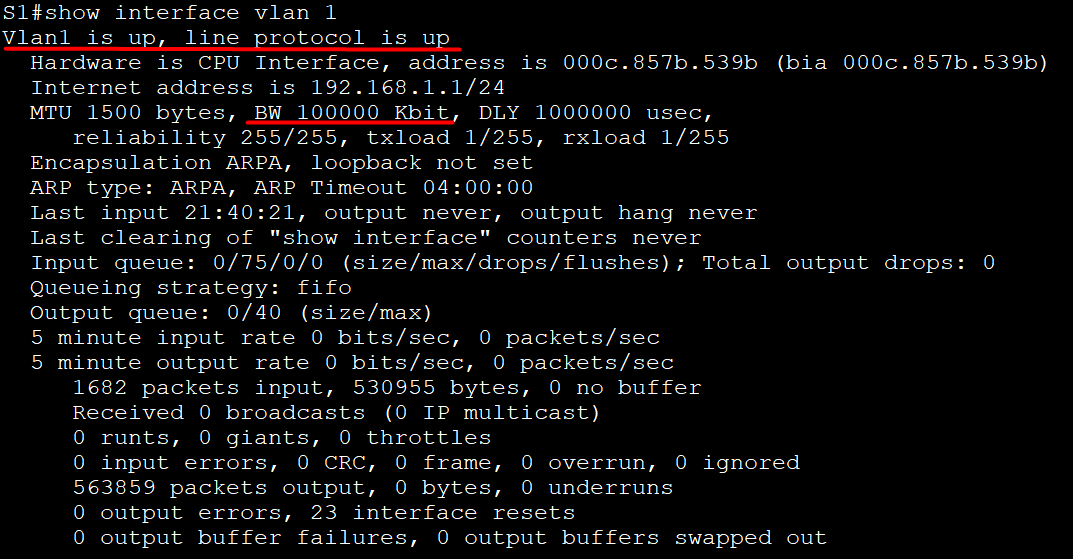 S1#show interface vlan 1
Vlan1 is up, line protocol is up
Hardware is CPU Interface, address is 000c.857b.539b (bia 000c.857b.539b)
Internet address is 192.168.1.1/24
MTU 1500 bytes, BW 100000 Kbit, DLY 1000000 usec,
reliability 255/255, txload 1/255, rxload 1/255
Encapsulation ARPA, loopback not set
ARP type: ARPA, ARP Timeout 04:00:00
Last input 21:40:21, output never, output hang never
Last clearing of "show interface" counters never
Input queue: 0/75/0/0 (size/max/drops/flushes); Total output drops: 0
Queueing strategy: fifo
Output queue: 0/40 (size/max)
5 minute input rate 0 bits/sec, 0 packets/sec
5 minute output rate 0 bits/sec, 0 packets/sec
1682 packets input, 530955 bytes, 0 no buffer
Received 0 broadcasts (0 IP multicast)
0 runts, 0 giants, 0 throttles
0 input errors, 0 CRC, 0 frame, 0 overrun, 0 ignored
563859 packets output, 0 bytes, 0 underruns
0 output errors, 23 interface resets
0 output buffer failures, 0 output buffers swapped out